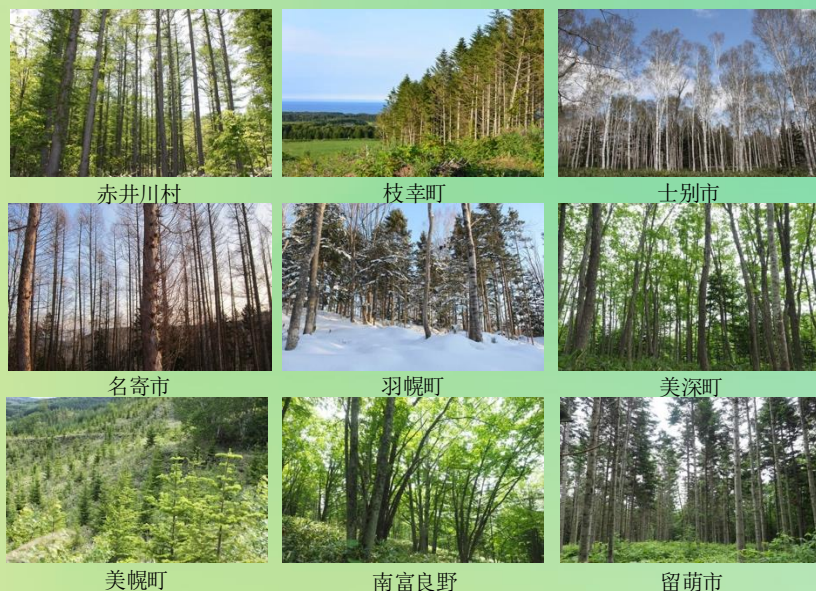 赤井川村
枝幸町
士別市
名寄市
羽幌町
美深町
美幌町
南富良野
留萌市